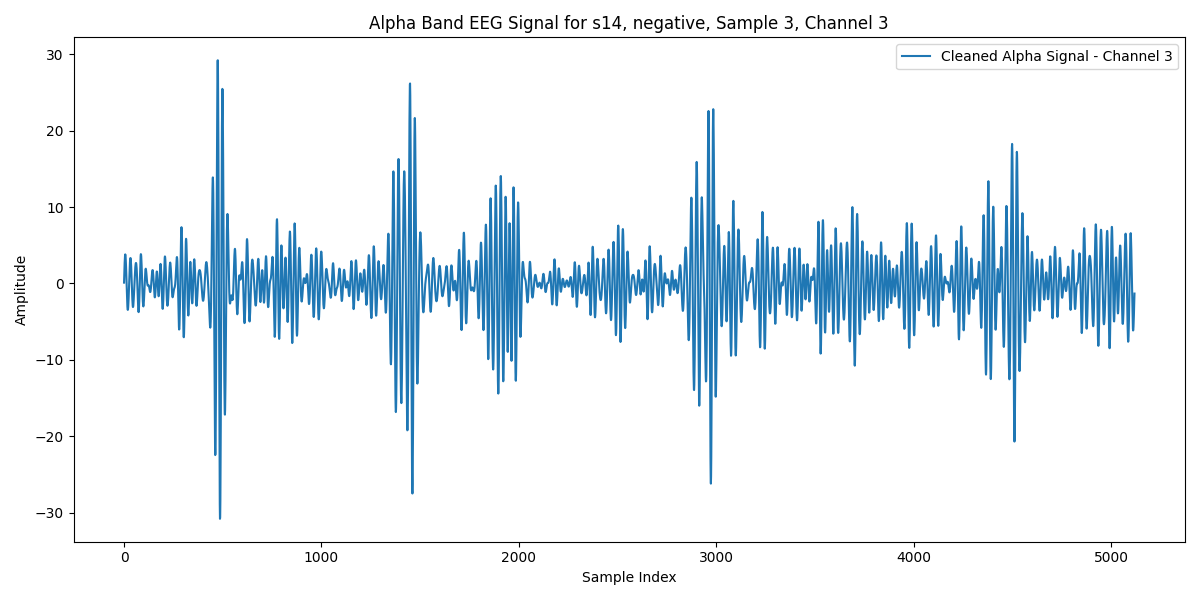 Alpha Band EEG Signal for s14, negative, Sample 3, Channel 3
Cleaned Alpha Signal - Channel 3
Amplitude
30
20
10
0
−10
−20
−30
0 1000 2000 3000 4000 5000
Sample Index